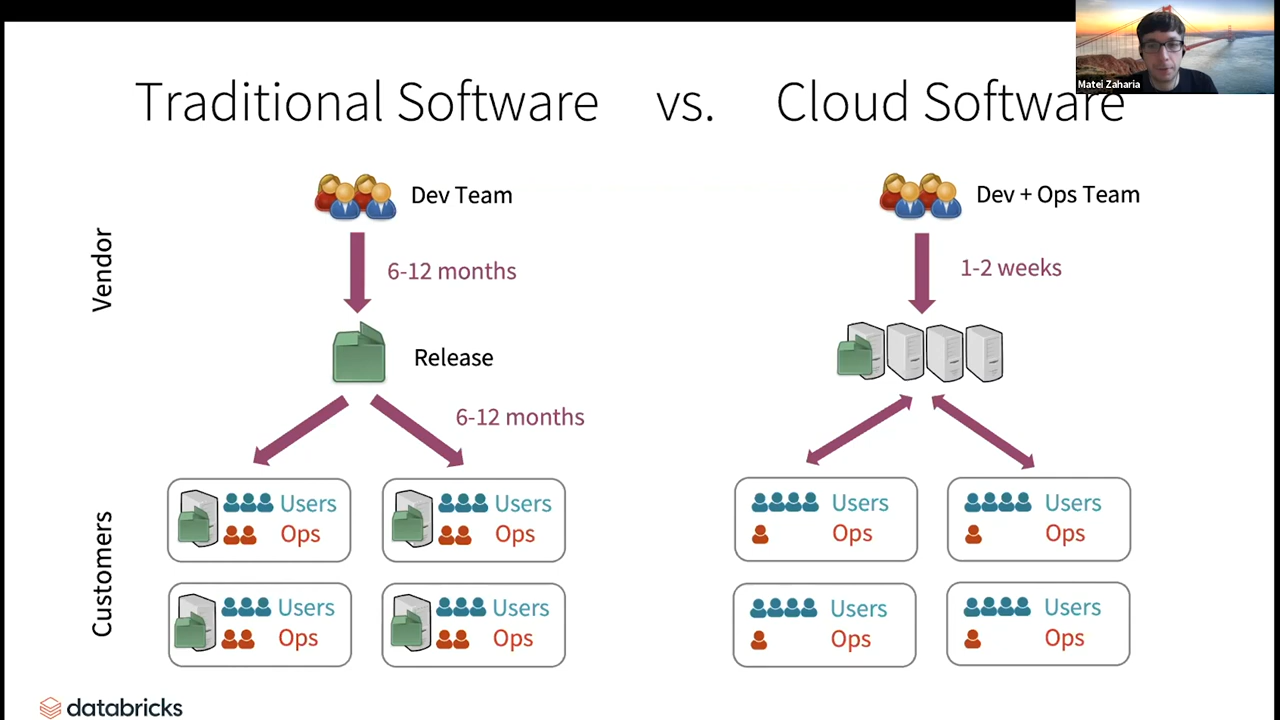 Matei Zaharia
Traditional Software vs. Cloud Software
Vendor
Dev Team
6-12 months
Release
6-12 months
Dev + Ops Team
1-2 weeks
Customers
Users
Ops
Users
Ops
Users
Ops
Users
Ops
Users
Ops
Users
Ops
Users
Ops
Users
Ops
databricks